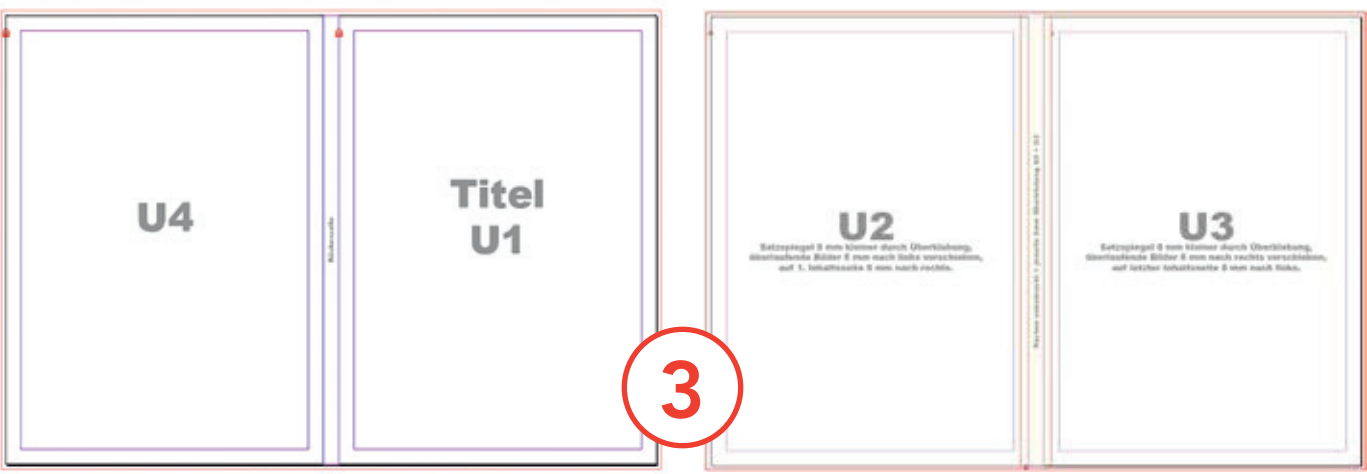 U4
Titel
U1
U2
Satzspiegel 5 mm kleiner durch Überklebung,
überlaufende Bilder 5 mm nach links verschieben,
auf 1. Inhaltsseite 5 mm nach rechts.
U3
Satzspiegel 5 mm kleiner durch Überklebung,
überlaufende Bilder 5 mm nach rechts verschieben,
auf letzter Inhaltsseite 5 mm nach links.
3